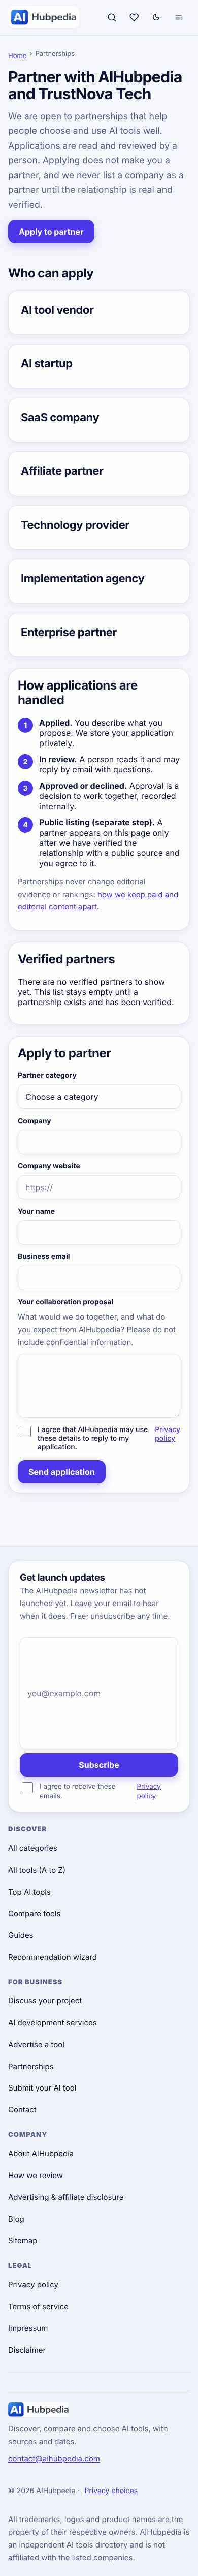 AI Hubpedia
Home > Partnerships
Partner with AIHubpedia
and TrustNova Tech
We are open to partnerships that help
people choose and use AI tools well.
Applications are read and reviewed by a
person. Applying does not make you a
partner, and we never list a company as a
partner until the relationship is real and
verified.
Apply to partner
Who can apply
AI tool vendor
AI startup
SaaS company
Affiliate partner
Technology provider
Implementation agency
Enterprise partner
How applications are
handled
1 Applied. You describe what you
propose. We store your application
privately.
2 In review. A person reads it and may
reply by email with questions.
3 Approved or declined. Approval is a
decision to work together, recorded
internally.
4 Public listing (separate step). A
partner appears on this page only
after we have verified the
relationship with a public source and
you agree to it.
Partnerships never change editorial
evidence or rankings: how we keep paid and
editorial content apart.
Verified partners
There are no verified partners to show
yet. This list stays empty until a
partnership exists and has been verified.
Apply to partner
Partner category
Choose a category
Company
Company website
https://
Your name
Business email
Your collaboration proposal
What would we do together, and what do
you expect from AIHubpedia? Please do not
include confidential information.
I agree that AIHubpedia may use
these details to reply to my
application.
Privacy
policy
Send application
Get launch updates
The AIHubpedia newsletter has not
launched yet. Leave your email to hear
when it does. Free; unsubscribe any time.
you@example.com
Subscribe
I agree to receive these
emails.
Privacy
policy
DISCOVER
All categories
All tools (A to Z)
Top AI tools
Compare tools
Guides
Recommendation wizard
FOR BUSINESS
Discuss your project
AI development services
Advertise a tool
Partnerships
Submit your AI tool
Contact
COMPANY
About AIHubpedia
How we review
Advertising & affiliate disclosure
Blog
Sitemap
LEGAL
Privacy policy
Terms of service
Impressum
Disclaimer
AI Hubpedia
Discover, compare and choose AI tools, with
sources and dates.
contact@aihubpedia.com
© 2026 AIHubpedia · Privacy choices
All trademarks, logos and product names are the
property of their respective owners. AIHubpedia is
an independent AI tools directory and is not
affiliated with the listed companies.